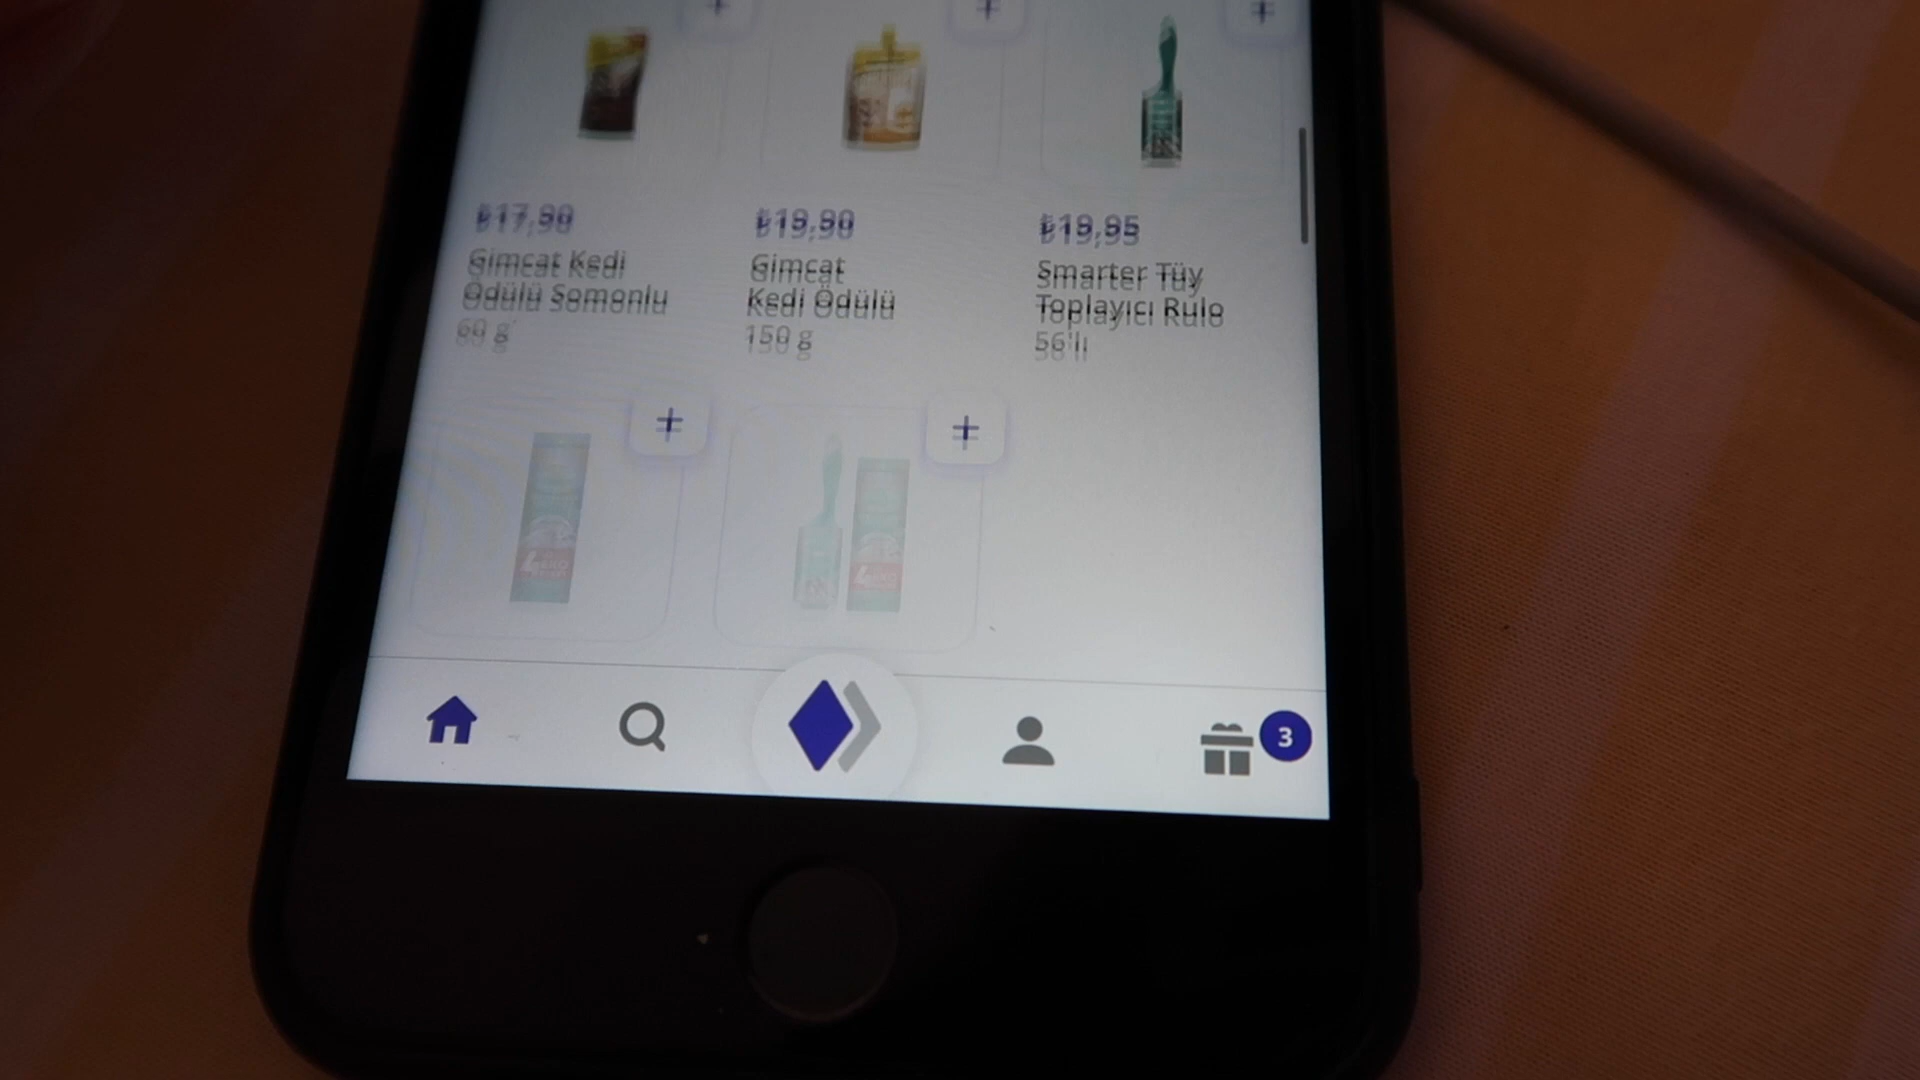 ₺17,90
₺19,90
₺19,95
Gimcat Kedi
Ödülü Somonlu
60 g
Gimcat
Kedi Ödülü
150 g
Smarter Tüy
Toplayıcı Rulo
56'lı
3